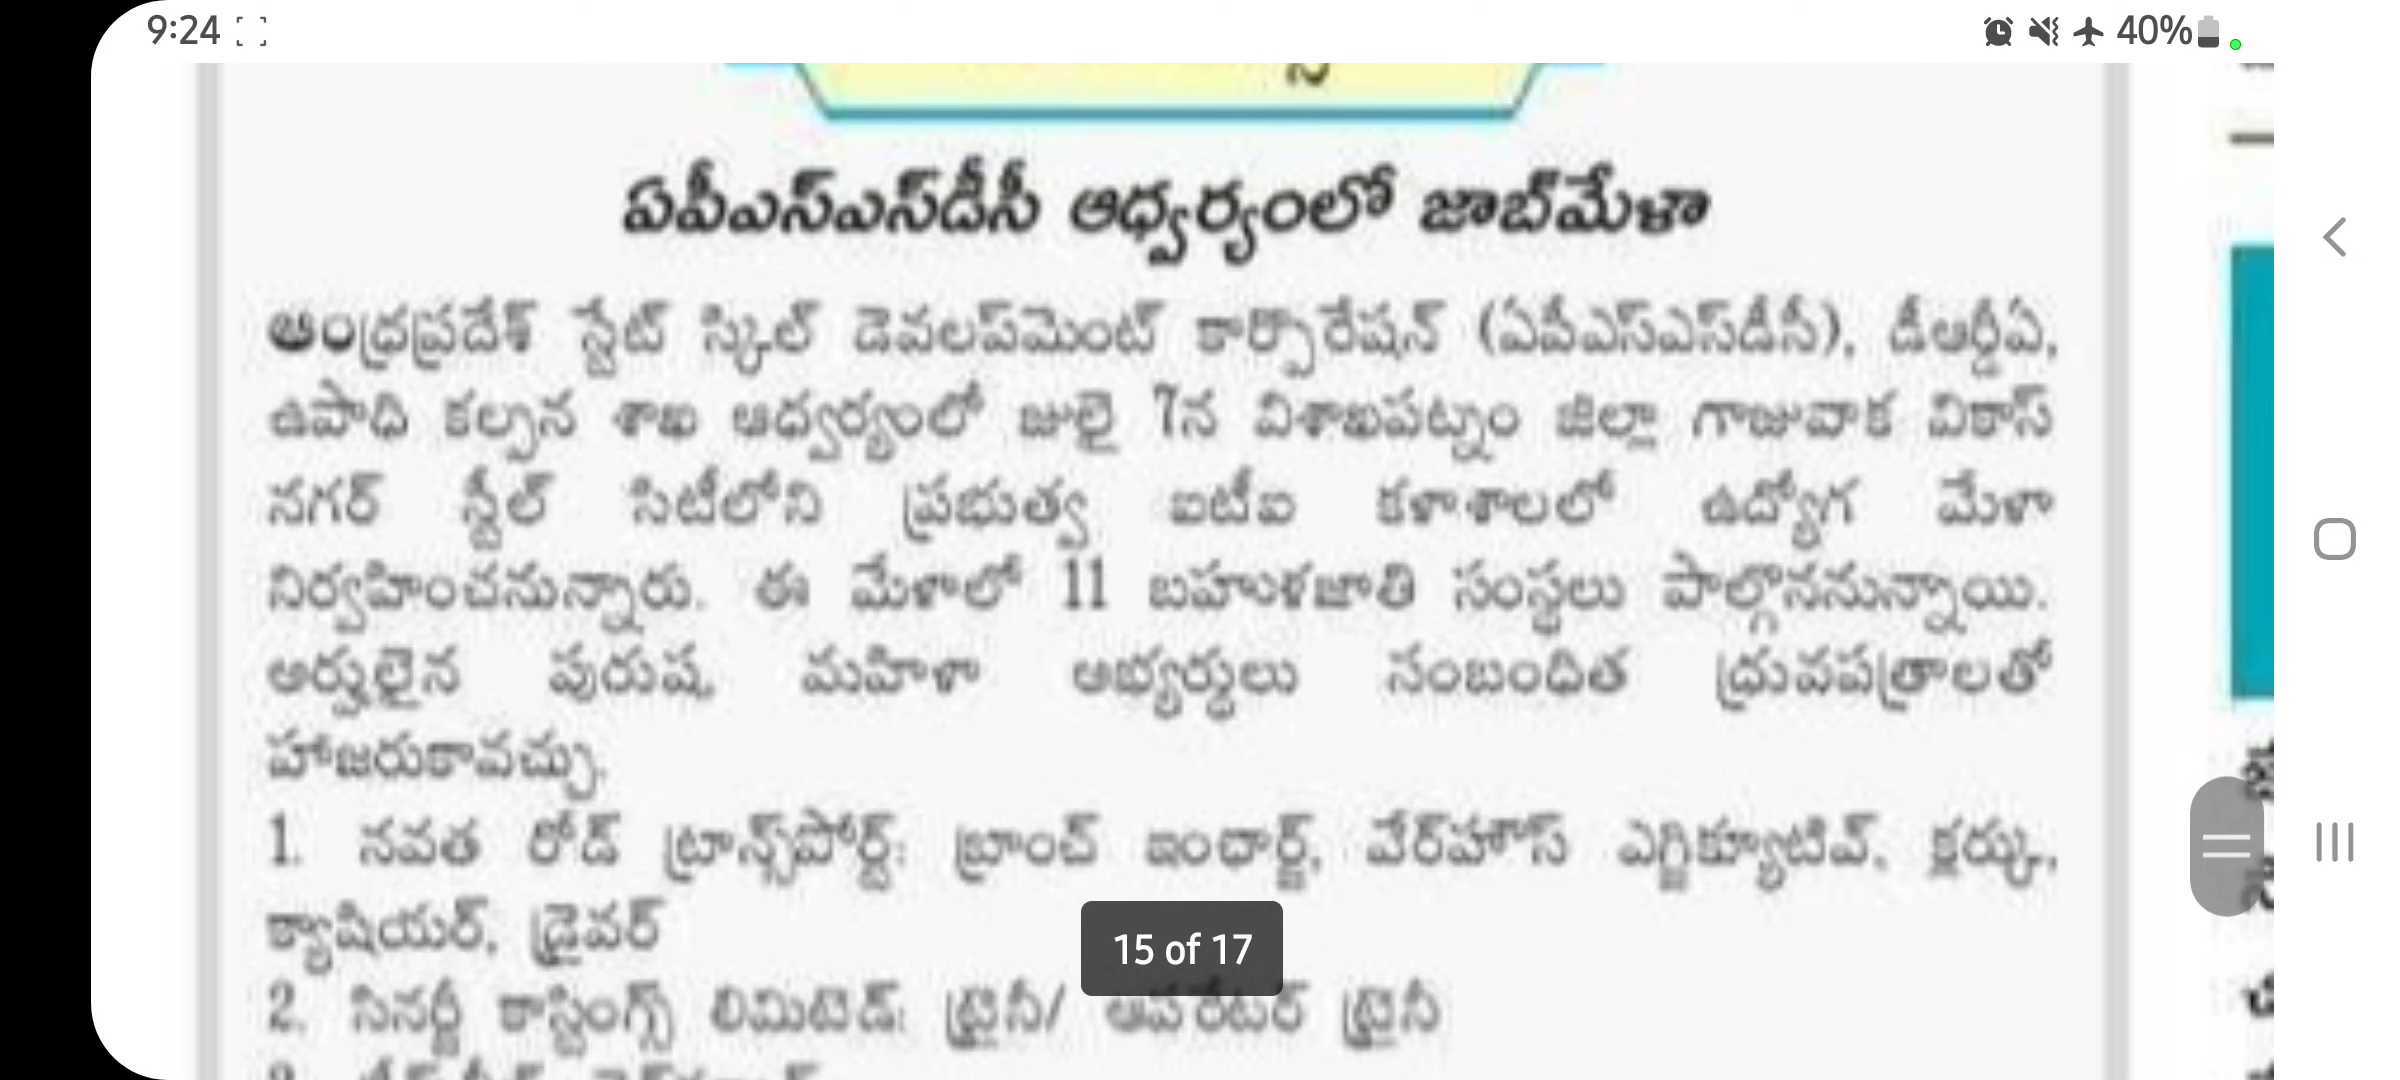 9:24
40%
ఏపీఎస్ఎస్‌డీసీ ఆధ్వర్యంలో జాబ్‌మేళా
ఆంధ్రప్రదేశ్ స్టేట్ స్కిల్ డెవలప్‌మెంట్ కార్పొరేషన్ (ఏపీఎస్ఎస్‌డీసీ), డీఆర్డీఏ,
ఉపాధి కల్పన శాఖ ఆధ్వర్యంలో జులై 7న విశాఖపట్నం జిల్లా గాజువాక వికాస్
నగర్ స్టీల్ సిటీలోని ప్రభుత్వ ఐటీఐ కళాశాలలో ఉద్యోగ మేళా
నిర్వహించనున్నారు. ఈ మేళాలో 11 బహుళజాతి సంస్థలు పాల్గొననున్నాయి.
అర్హులైన పురుష, మహిళా అభ్యర్థులు సంబంధిత ధ్రువపత్రాలతో
హాజరుకావచ్చు.
1. నవత రోడ్ ట్రాన్స్‌పోర్ట్: బ్రాంచ్ ఇంఛార్జ్, వేర్‌హౌస్ ఎగ్జిక్యూటివ్, క్లర్కు,
క్యాషియర్, డ్రైవర్
15 of 17
2. సినర్జీ కాస్టింగ్స్ లిమిటెడ్: ట్రైనీ/ ఆపరేటర్ ట్రైనీ